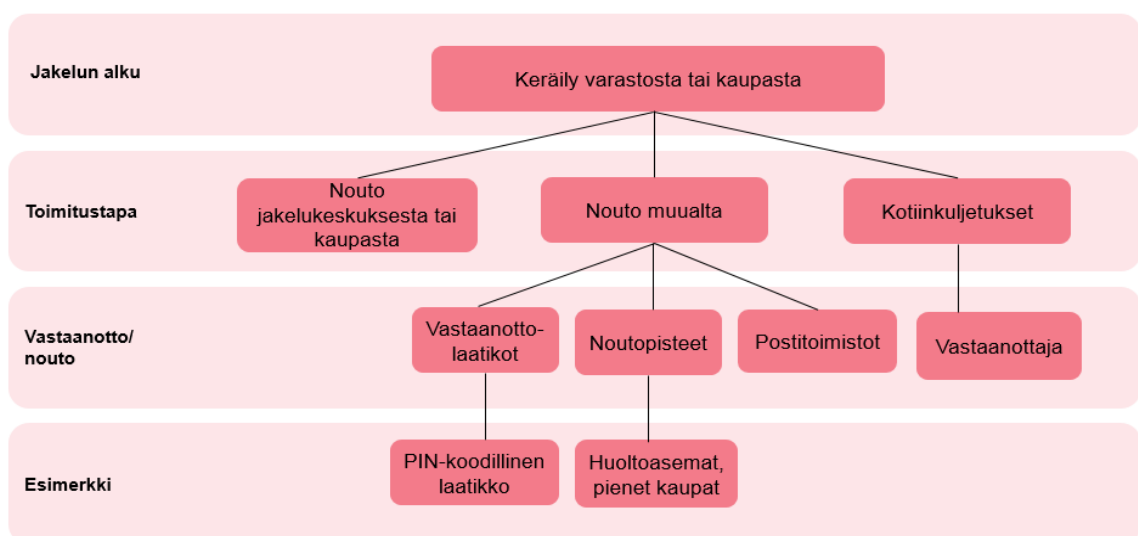 Jakelun alku
Keräily varastosta tai kaupasta
Toimitustapa
Nouto
jakelukeskuksesta tai
kaupasta
Nouto muualta
Kotiinkuljetukset
Vastaanotto/
nouto
Vastaanotto-
laatikot
Noutopisteet
Postitoimistot
Vastaanottaja
Esimerkki
PIN-koodillinen
laatikko
Huoltoasemat,
pienet kaupat